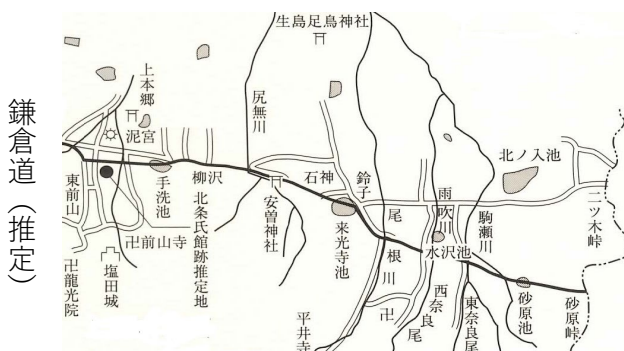 鎌倉道（推定）
生島足島神社
上本郷
泥宮
尻無川
東前山
手洗池
柳沢
北条氏館跡推定地
卍前山寺
塩田城
卍龍光院
安曽神社
石神
鈴子
来光寺池
尾根川
平井寺
卍
雨吹川
水沢池
西奈良尾
駒瀬川
東奈良尾
北ノ入池
二ツ木峠
砂原池
砂原峠